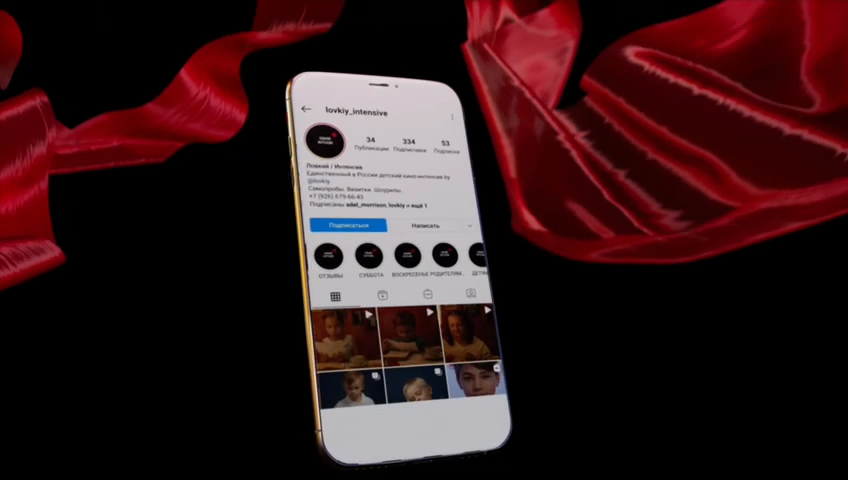 lovkiy_intensive
34 334 53
Публикации Подписчики Подписки
Ловкий / Интенсив
Единственный в России детский кино-интенсив by
@lovkiy.
Самопробы. Визитки. Шоурилы.
+7 (926) 679-66-43
Подписаны adel_morrison, lovkiy и ещё 1
Подписаться Написать
ОТЗЫВЫ СУББОТА ВОСКРЕСЕНЬЕ РОДИТЕЛЯМ...